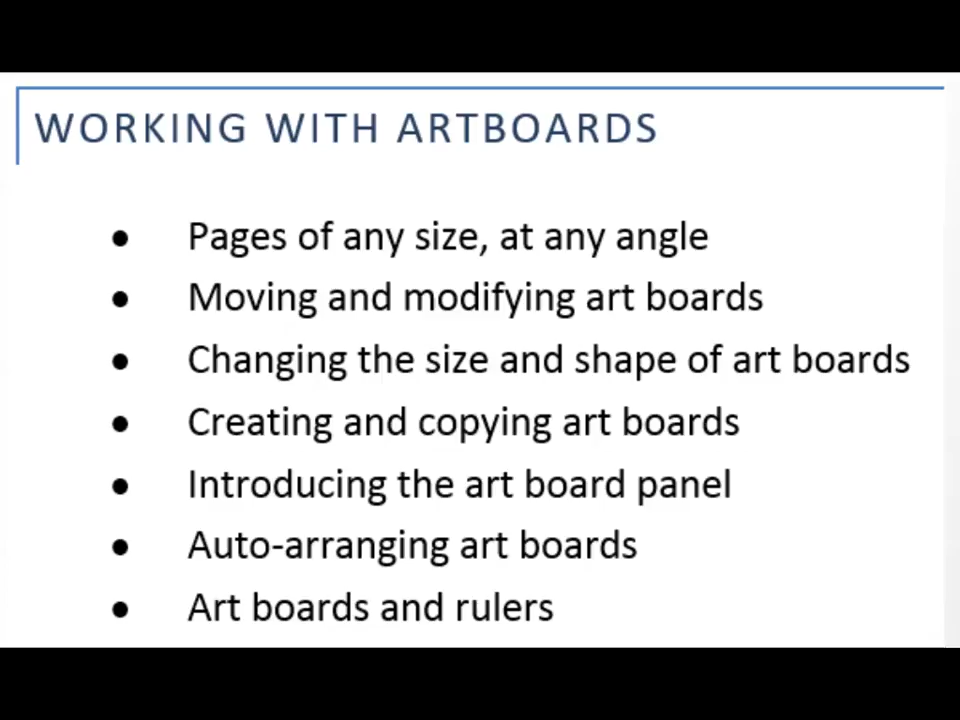 WORKING WITH ARTBOARDS
● Pages of any size, at any angle
● Moving and modifying art boards
● Changing the size and shape of art boards
● Creating and copying art boards
● Introducing the art board panel
● Auto-arranging art boards
● Art boards and rulers